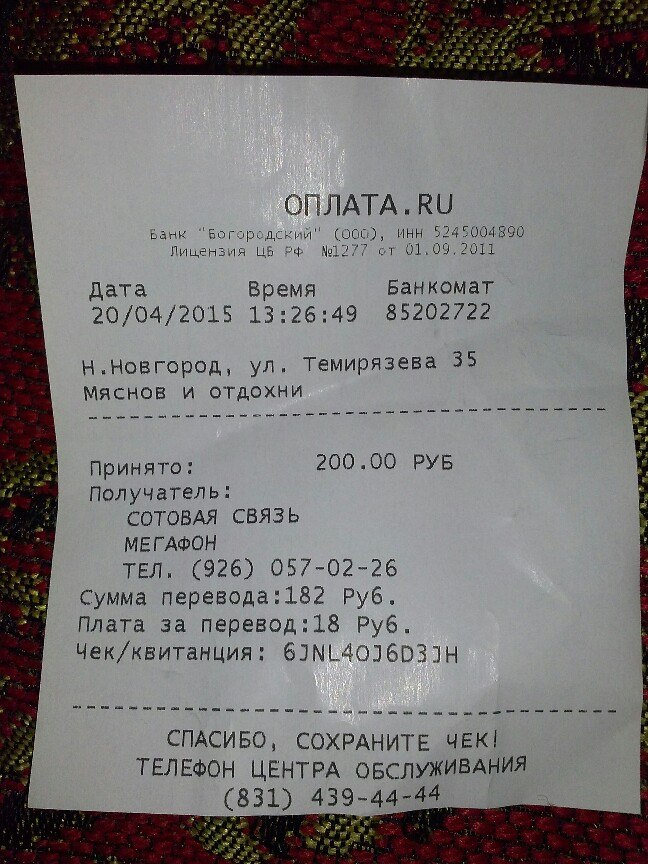 ОПЛАТА.RU
Банк "Богородский" (ООО), ИНН 5245004890
Лицензия ЦБ РФ №1277 от 01.09.2011
Дата Время Банкомат
20/04/2015 13:26:49 85202722
Н.Новгород, ул. Темирязева 35
Мяснов и отдохни
Принято: 200.00 РУБ
Получатель:
СОТОВАЯ СВЯЗЬ
МЕГАФОН
ТЕЛ. (926) 057-02-26
Сумма перевода:182 Руб.
Плата за перевод:18 Руб.
Чек/квитанция: 6JNL4OJ6D3JH
СПАСИБО, СОХРАНИТЕ ЧЕК!
ТЕЛЕФОН ЦЕНТРА ОБСЛУЖИВАНИЯ
(831) 439-44-44